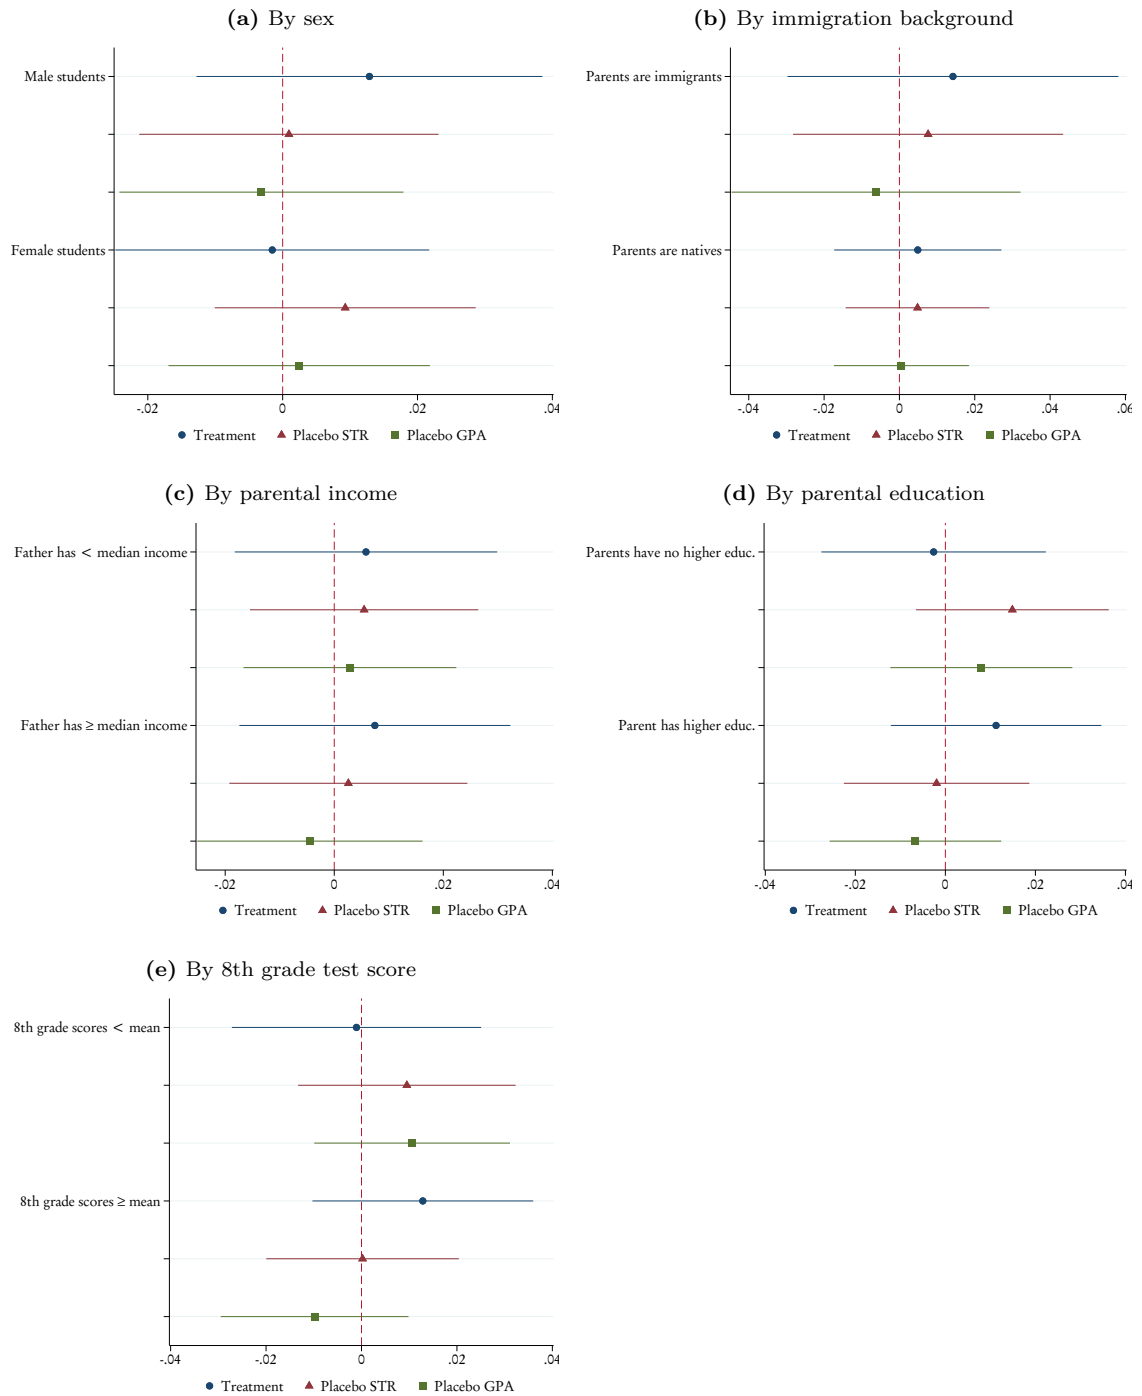 (a) By sex
Male students
Female students
-.02 0 .02 .04
Treatment Placebo STR Placebo GPA
(b) By immigration background
Parents are immigrants
Parents are natives
-.04 -.02 0 .02 .04 .06
Treatment Placebo STR Placebo GPA
(c) By parental income
Father has < median income
Father has ≥ median income
-.02 0 .02 .04
Treatment Placebo STR Placebo GPA
(d) By parental education
Parents have no higher educ.
Parent has higher educ.
-.04 -.02 0 .02 .04
Treatment Placebo STR Placebo GPA
(e) By 8th grade test score
8th grade scores < mean
8th grade scores ≥ mean
-.04 -.02 0 .02 .04
Treatment Placebo STR Placebo GPA